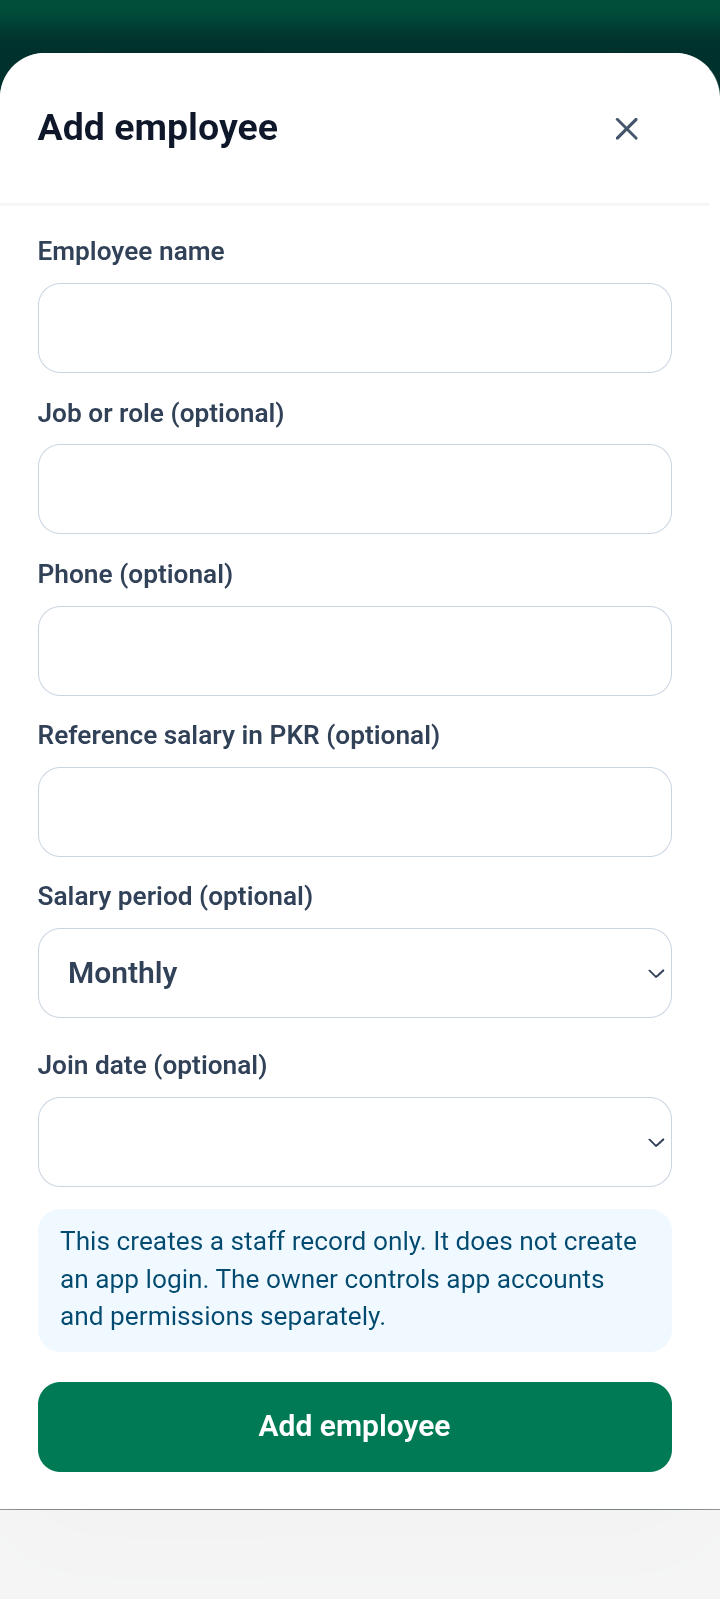 Add employee
Employee name
Job or role (optional)
Phone (optional)
Reference salary in PKR (optional)
Salary period (optional)
Monthly
Join date (optional)
This creates a staff record only. It does not create
an app login. The owner controls app accounts
and permissions separately.
Add employee